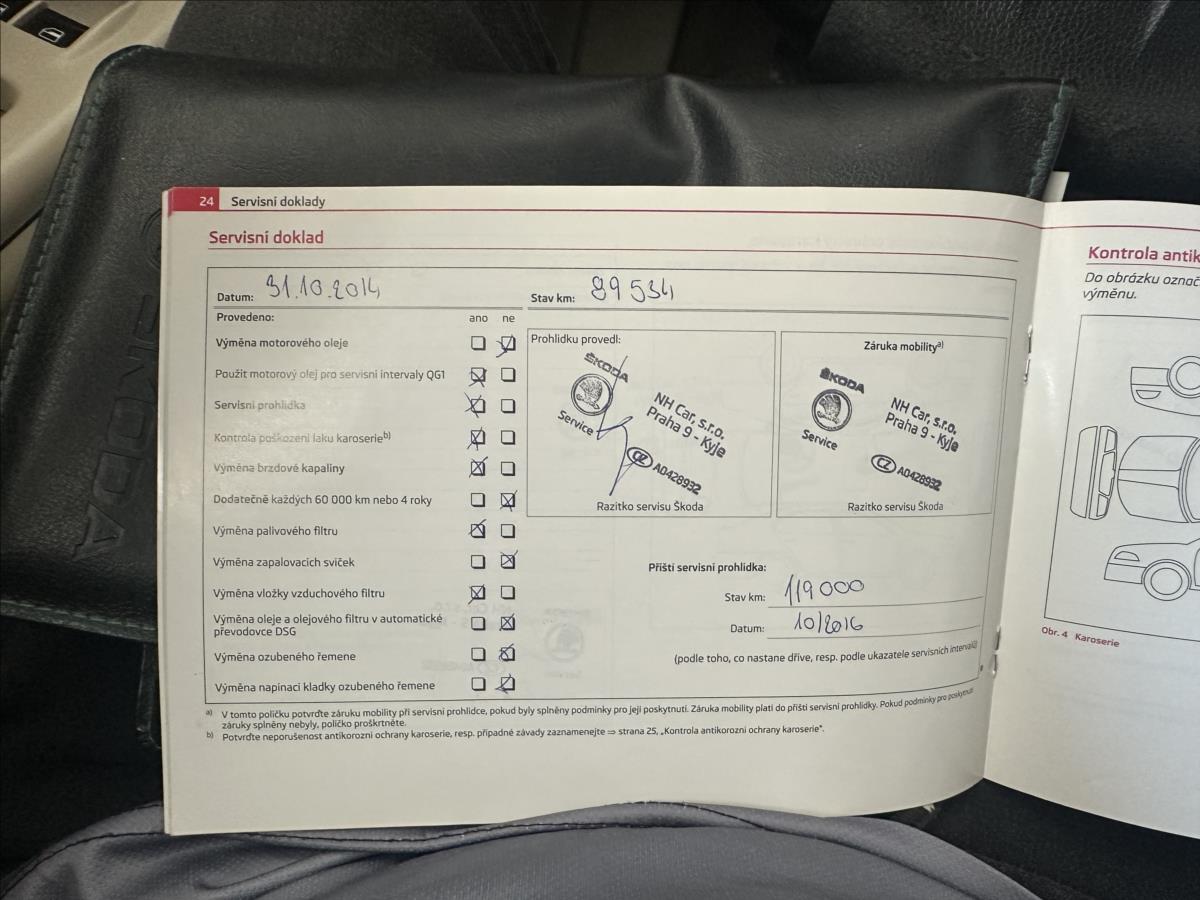 24 Servisní doklady
Servisní doklad
Datum: 31.10.2014 Stav km: 89 534
Provedeno: ano ne
Výměna motorového oleje
Použit motorový olej pro servisní intervaly QG1
Servisní prohlídka
Kontrola poškození laku karoserie b)
Výměna brzdové kapaliny
Dodatečně každých 60 000 km nebo 4 roky
Výměna palivového filtru
Výměna zapalovacích svíček
Výměna vložky vzduchového filtru
Výměna oleje a olejového filtru v automatické
převodovce DSG
Výměna ozubeného řemene
Výměna napínací kladky ozubeného řemene
Prohlídku provedl:
ŠKODA
Service
NH Car, s.r.o.
Praha 9 - Kyje
CZ A0428932
Razítko servisu Škoda
Záruka mobility a)
ŠKODA
Service
NH Car, s.r.o.
Praha 9 - Kyje
CZ A0428932
Razítko servisu Škoda
Příští servisní prohlídka:
Stav km: 119 000
Datum: 10/2016
(podle toho, co nastane dříve, resp. podle ukazatele servisních intervalů)
a) V tomto políčku potvrďte záruku mobility při servisní prohlídce, pokud byly splněny podmínky pro její poskytnutí. Záruka mobility platí do příští servisní prohlídky. Pokud podmínky pro poskytnutí
záruky splněny nebyly, políčko proškrtněte.
b) Potvrďte neporušenost antikorozní ochrany karoserie, resp. případné závady zaznamenejte ⇒ strana 25, „Kontrola antikorozní ochrany karoserie“.
Kontrola antik
Do obrázku označ
výměnu.
Obr. 4 Karoserie
ŠKODA